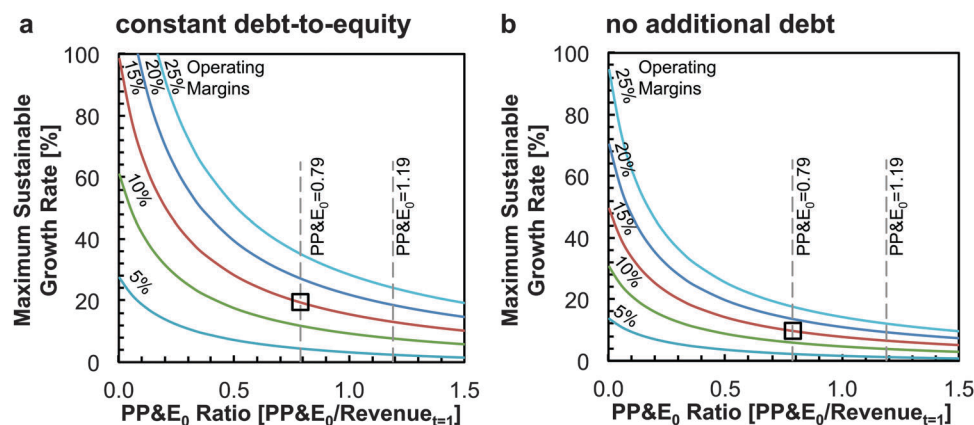 a constant debt-to-equity
Maximum Sustainable
Growth Rate [%]
100
80
60
40
20
0
15%
20%
25%
Operating
Margins
10%
5%
PP&E₀=0.79
PP&E₀=1.19
0.0 0.5 1.0 1.5
PP&E₀ Ratio [PP&E₀/Revenueₜ₌₁]
b no additional debt
Maximum Sustainable
Growth Rate [%]
100
80
60
40
20
0
25%
Operating
Margins
20%
15%
10%
5%
PP&E₀=0.79
PP&E₀=1.19
0.0 0.5 1.0 1.5
PP&E₀ Ratio [PP&E₀/Revenueₜ₌₁]